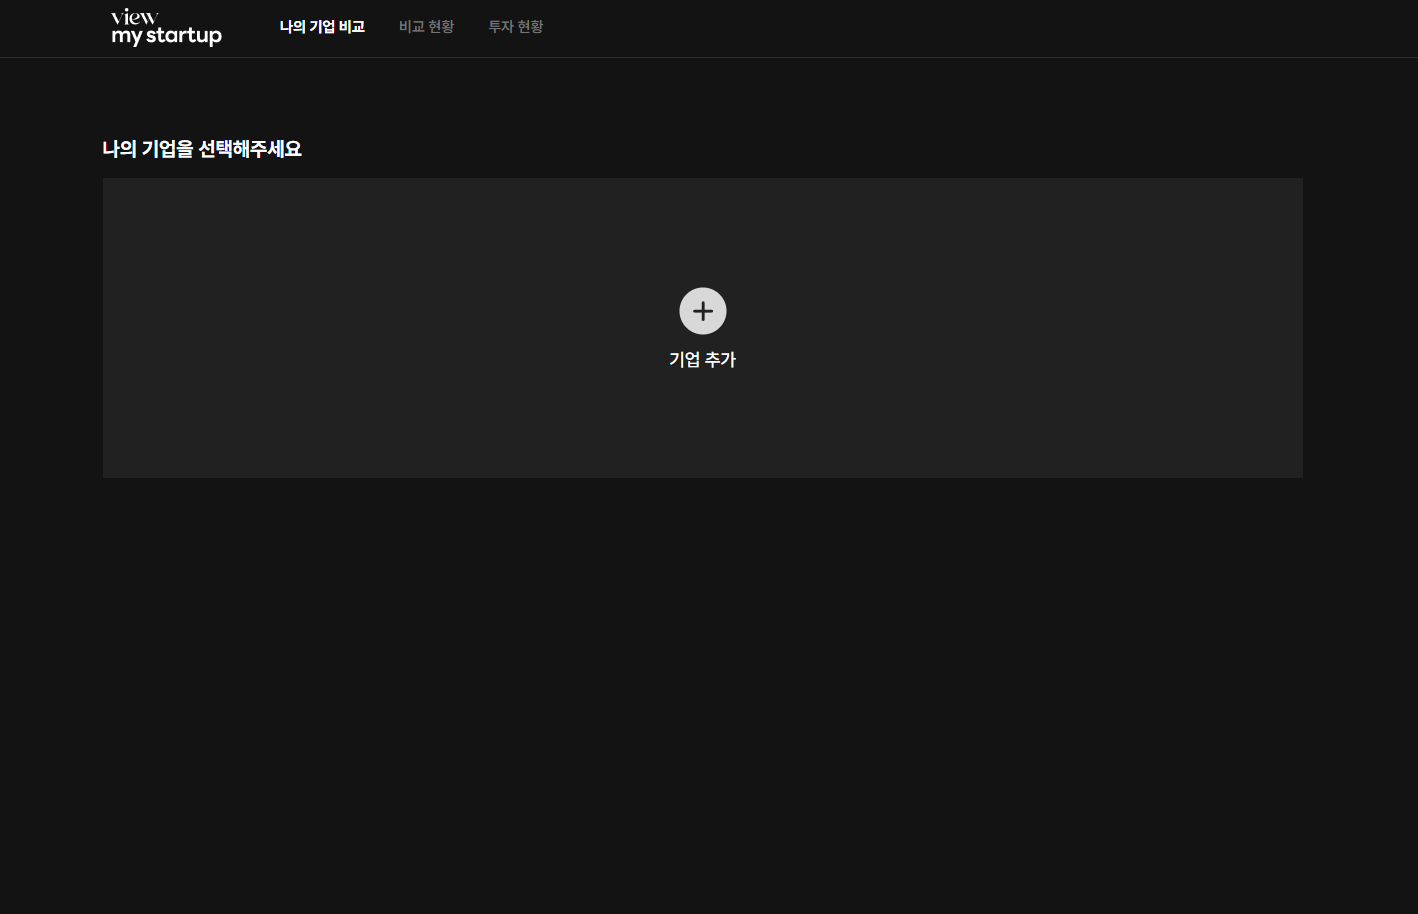 view
my startup
나의 기업 비교 비교 현황 투자 현황
나의 기업을 선택해주세요
기업 추가